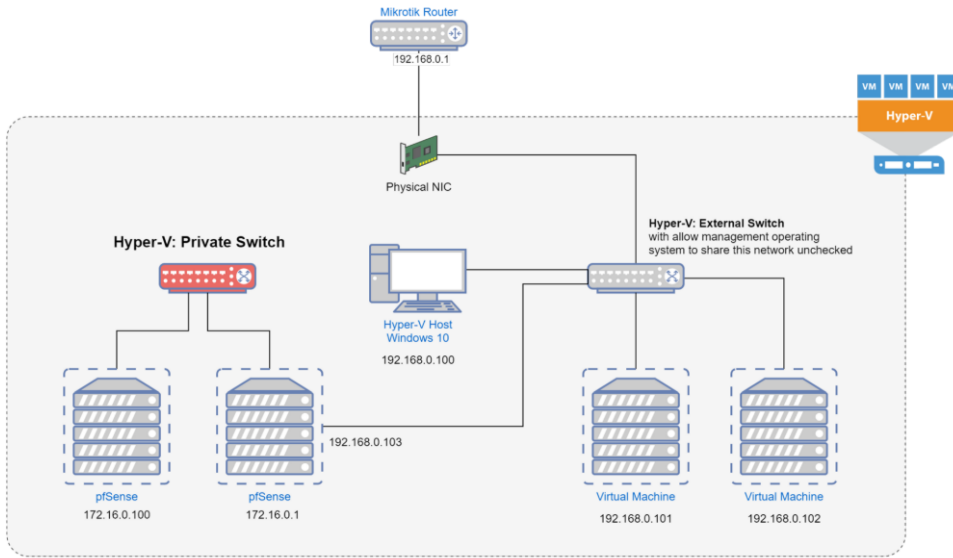 Mikrotik Router
192.168.0.1
VM VM VM VM
Hyper-V
Physical NIC
Hyper-V: External Switch
with allow management operating
system to share this network unchecked
Hyper-V: Private Switch
Hyper-V Host
Windows 10
192.168.0.100
192.168.0.103
pfSense
172.16.0.100
pfSense
172.16.0.1
Virtual Machine
192.168.0.101
Virtual Machine
192.168.0.102